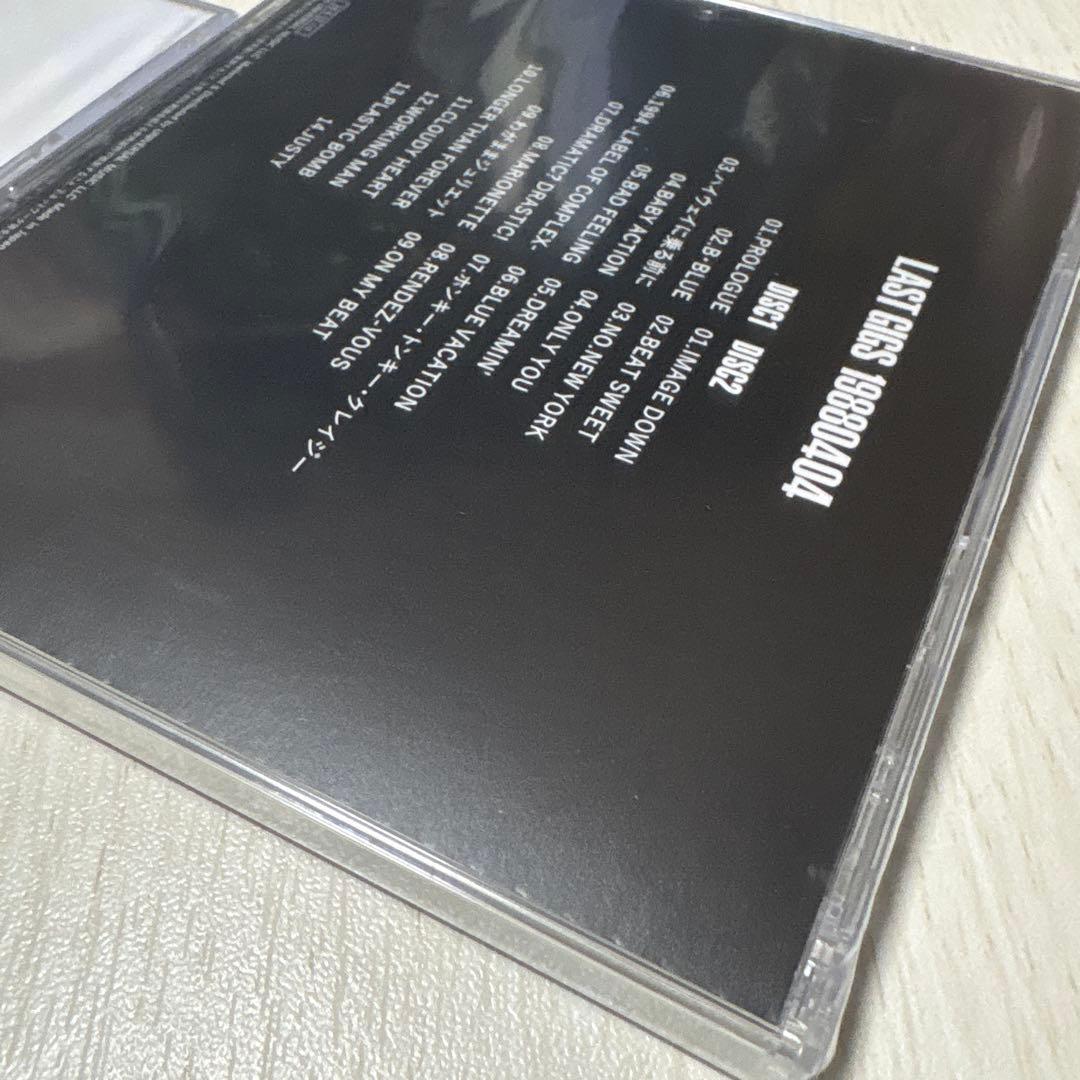 LAST GIGS 19880404
DISC1
01.PROLOGUE
02.B・BLUE
03.ハイウェイに乗る前に
04.BABY ACTION
05.BAD FEELING
06.1994 -LABEL OF COMPLEX-
07.DRAMATIC? DRASTIC!
08.MARIONETTE
09.わがままジュリエット
10.LONGER THAN FOREVER
11.CLOUDY HEART
12.WORKING MAN
13.PLASTIC BOMB
14.JUSTY
DISC2
01.IMAGE DOWN
02.BEAT SWEET
03.NO.NEW YORK
04.ONLY YOU
05.DREAMIN'
06.BLUE VACATION
07.ホンキー・トンキー・クレイジー
08.RENDEZ-VOUS
09.ON MY BEAT